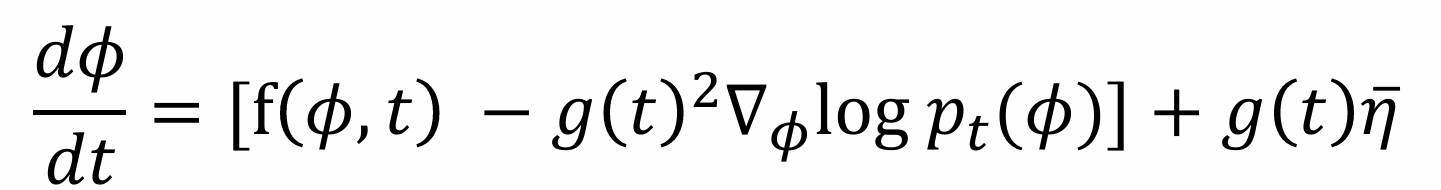 dϕ/dt = [f(ϕ, t) − g(t)²∇_ϕ log p_t(ϕ)] + g(t)η̄